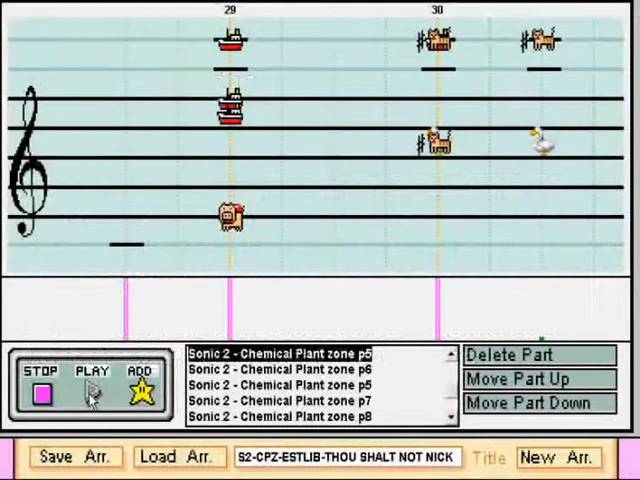 29 30
STOP PLAY ADD
Sonic 2 - Chemical Plant zone p5
Sonic 2 - Chemical Plant zone p6
Sonic 2 - Chemical Plant zone p5
Sonic 2 - Chemical Plant zone p7
Sonic 2 - Chemical Plant zone p8
Delete Part
Move Part Up
Move Part Down
Save Arr. Load Arr. S2-CPZ-ESTLIB-THOU SHALT NOT NICK Title New Arr.